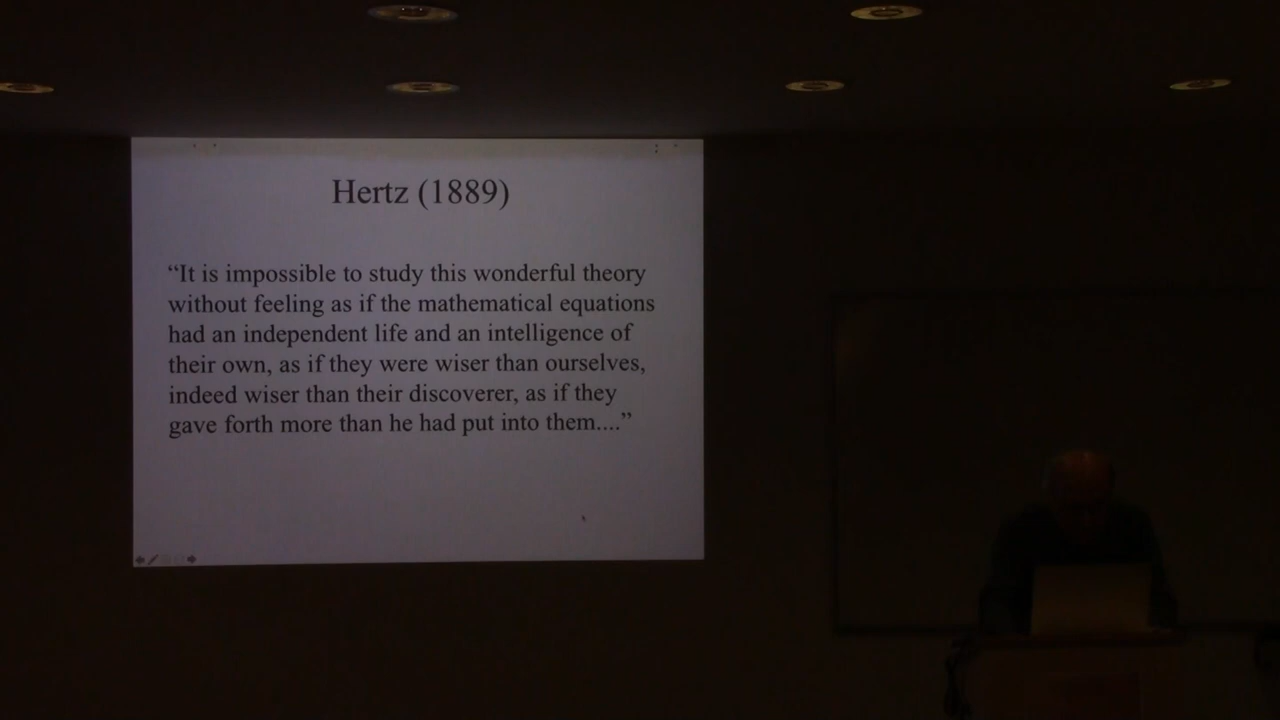 Hertz (1889)
“It is impossible to study this wonderful theory
without feeling as if the mathematical equations
had an independent life and an intelligence of
their own, as if they were wiser than ourselves,
indeed wiser than their discoverer, as if they
gave forth more than he had put into them....”